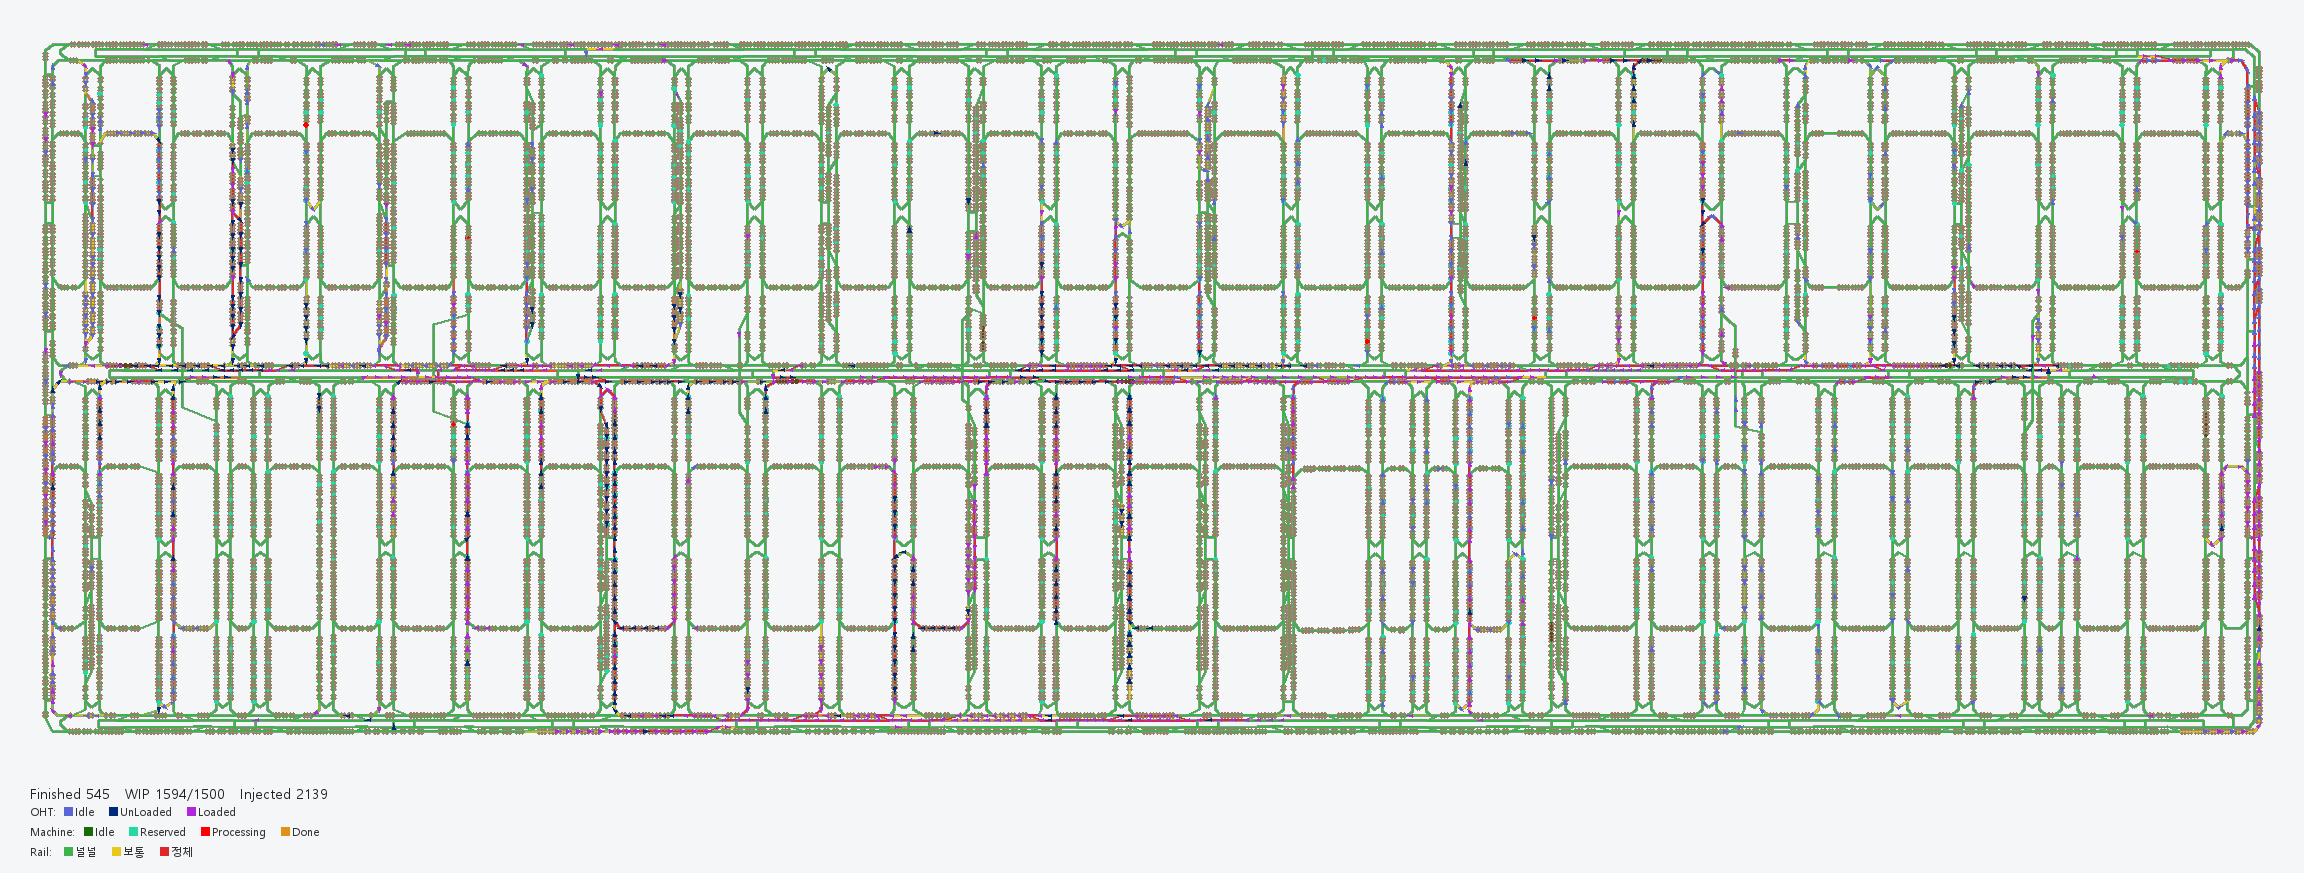 Finished 545 WIP 1594/1500 Injected 2139
OHT: Idle UnLoaded Loaded
Machine: Idle Reserved Processing Done
Rail: 널널 보통 정체